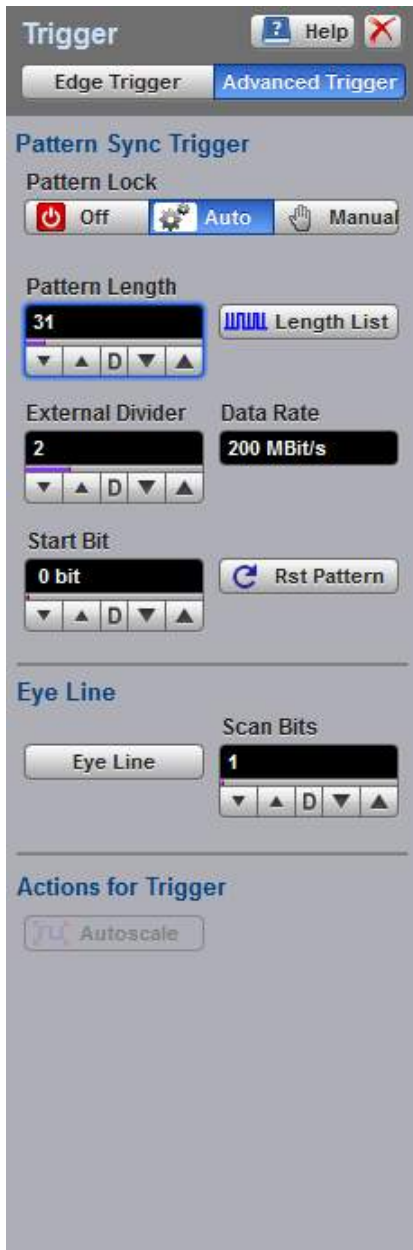 Trigger
Help
Edge Trigger
Advanced Trigger
Pattern Sync Trigger
Pattern Lock
Off
Auto
Manual
Pattern Length
31
Length List
D
External Divider
Data Rate
2
200 MBit/s
D
Start Bit
0 bit
Rst Pattern
D
Eye Line
Scan Bits
Eye Line
1
D
Actions for Trigger
Autoscale